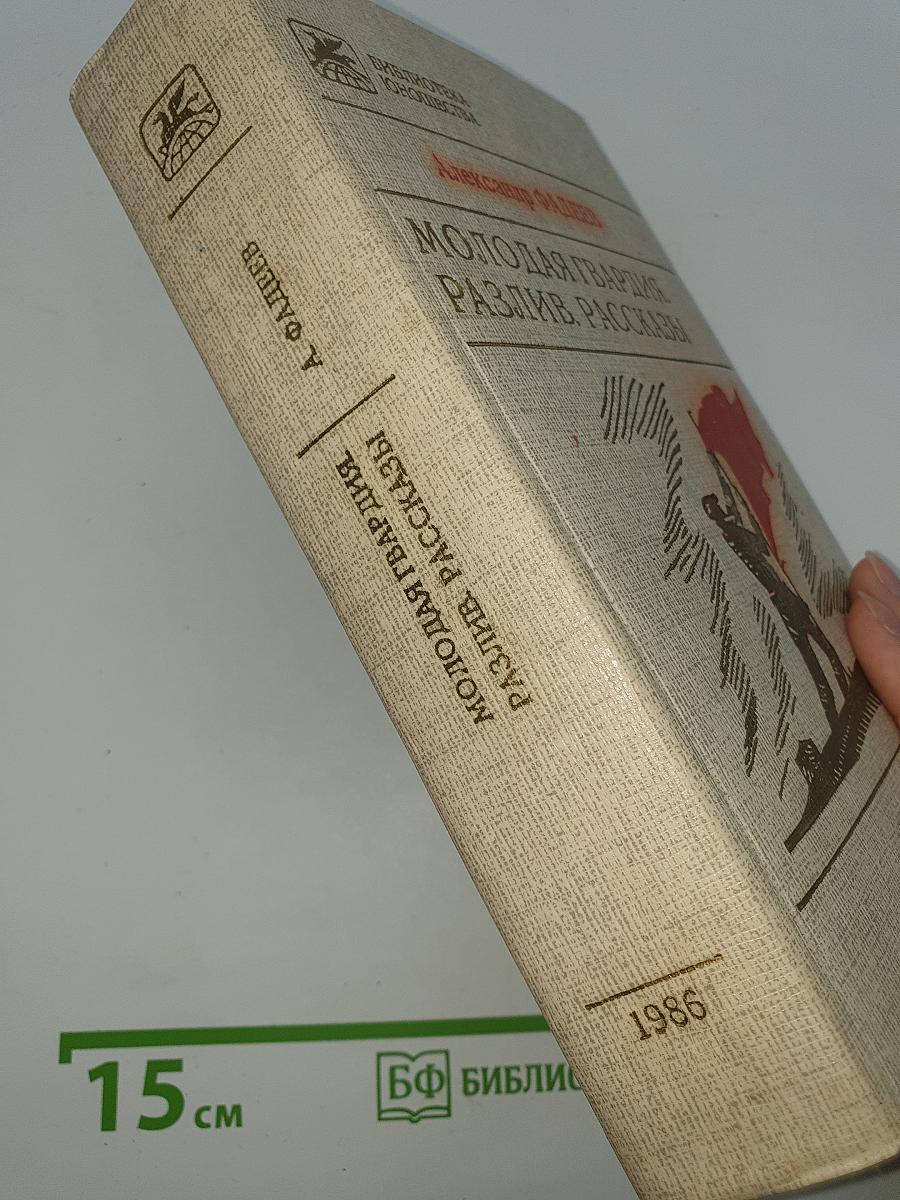 БИБЛИОТЕКА
ЮНОШЕСТВА
Александр ФАДЕЕВ
МОЛОДАЯ ГВАРДИЯ.
РАЗЛИВ. РАССКАЗЫ
А. ФАДЕЕВ
МОЛОДАЯ ГВАРДИЯ.
РАЗЛИВ. РАССКАЗЫ
1986
15 см
БФ БИБЛИО